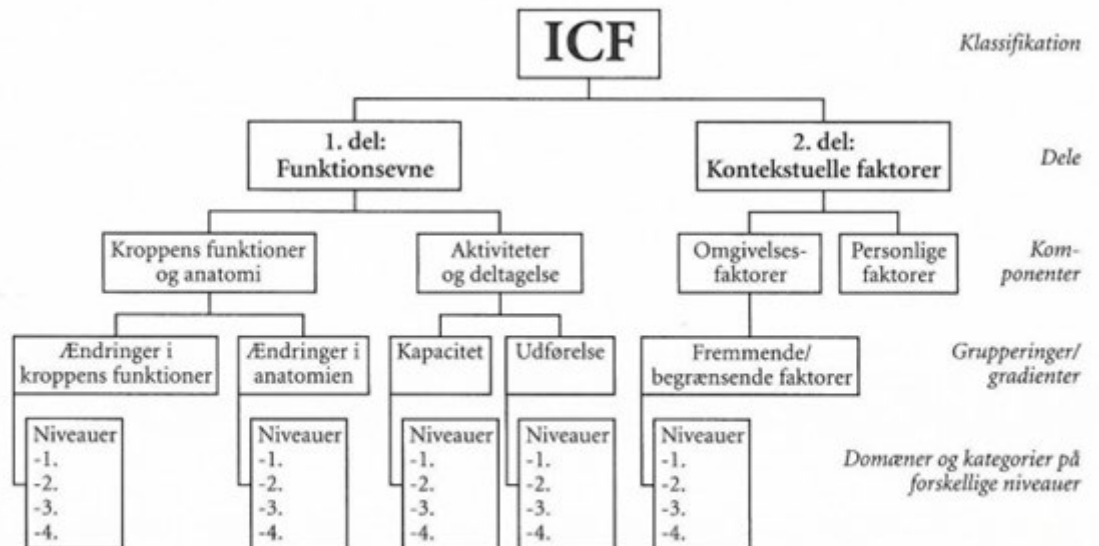 ICF
Klassifikation
1. del:
Funktionsevne
2. del:
Kontekstuelle faktorer
Dele
Kroppens funktioner
og anatomi
Aktiviteter
og deltagelse
Omgivelses-
faktorer
Personlige
faktorer
Kom-
ponenter
Ændringer i
kroppens funktioner
Ændringer i
anatomien
Kapacitet
Udførelse
Fremmende/
begrænsende faktorer
Grupperinger/
gradienter
Niveauer
-1.
-2.
-3.
-4.
Niveauer
-1.
-2.
-3.
-4.
Niveauer
-1.
-2.
-3.
-4.
Niveauer
-1.
-2.
-3.
-4.
Niveauer
-1.
-2.
-3.
-4.
Domæner og kategorier på
forskellige niveauer